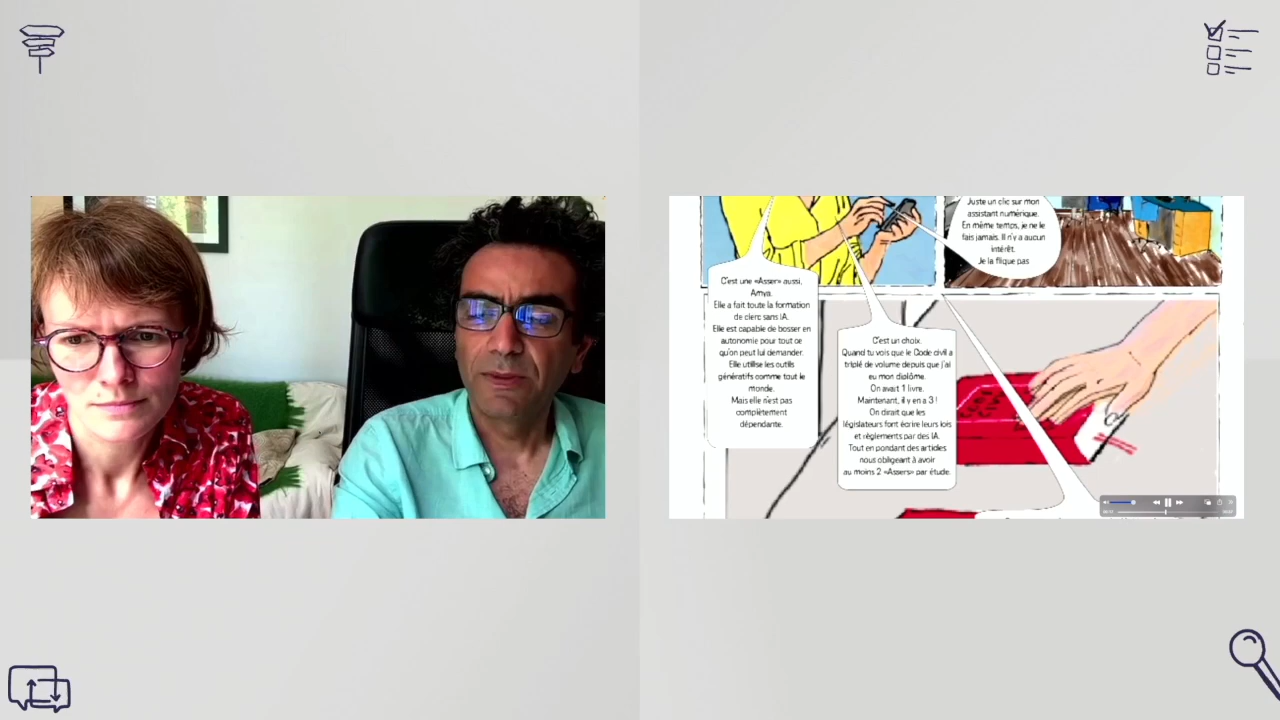 Juste un clic sur mon
assistant numérique.
En même temps, je ne le
fais jamais. Il n'y a aucun
intérêt.
Je la flique pas
C'est une «Asser» aussi,
Amya.
Elle a fait toute la formation
de clerc sans IA.
Elle est capable de bosser en
autonomie pour tout ce
qu'on peut lui demander.
Elle utilise les outils
génératifs comme tout le
monde.
Mais elle n'est pas
complètement
dépendante.
C'est un choix.
Quand tu vois que le Code civil a
triplé de volume depuis que j'ai
eu mon diplôme.
On avait 1 livre.
Maintenant, il y en a 3 !
On dirait que les
législateurs font écrire leurs lois
et règlements par des IA.
Tout en pondant des articles
nous obligeant à avoir
au moins 2 «Assers» par étude.